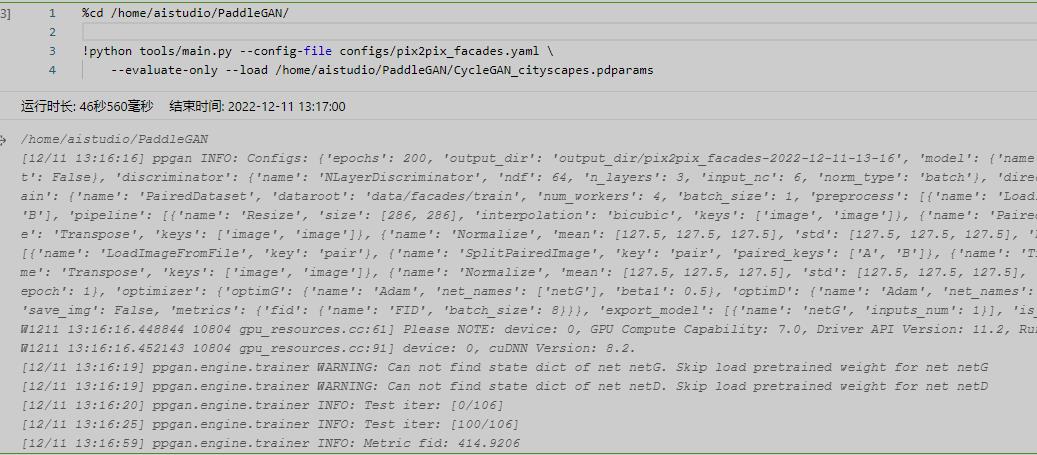 3]
1 %cd /home/aistudio/PaddleGAN/
2
3 !python tools/main.py --config-file configs/pix2pix_facades.yaml \
4 --evaluate-only --load /home/aistudio/PaddleGAN/CycleGAN_cityscapes.pdparams
运行时长: 46秒560毫秒 结束时间: 2022-12-11 13:17:00
/home/aistudio/PaddleGAN
[12/11 13:16:16] ppgan INFO: Configs: {'epochs': 200, 'output_dir': 'output_dir/pix2pix_facades-2022-12-11-13-16', 'model': {'name
t': False}, 'discriminator': {'name': 'NLayerDiscriminator', 'ndf': 64, 'n_layers': 3, 'input_nc': 6, 'norm_type': 'batch'}, 'dire
ain': {'name': 'PairedDataset', 'dataroot': 'data/facades/train', 'num_workers': 4, 'batch_size': 1, 'preprocess': [{'name': 'Load
'B'], 'pipeline': [{'name': 'Resize', 'size': [286, 286], 'interpolation': 'bicubic', 'keys': ['image', 'image']}, {'name': 'Paire
e': 'Transpose', 'keys': ['image', 'image']}, {'name': 'Normalize', 'mean': [127.5, 127.5, 127.5], 'std': [127.5, 127.5, 127.5], '
[{'name': 'LoadImageFromFile', 'key': 'pair'}, {'name': 'SplitPairedImage', 'key': 'pair', 'paired_keys': ['A', 'B']}, {'name': 'T
me': 'Transpose', 'keys': ['image', 'image']}, {'name': 'Normalize', 'mean': [127.5, 127.5, 127.5], 'std': [127.5, 127.5, 127.5],
epoch': 1}, 'optimizer': {'optimG': {'name': 'Adam', 'net_names': ['netG'], 'beta1': 0.5}, 'optimD': {'name': 'Adam', 'net_names':
'save_img': False, 'metrics': {'fid': {'name': 'FID', 'batch_size': 8}}}, 'export_model': [{'name': 'netG', 'inputs_num': 1}], 'is_
W1211 13:16:16.448844 10804 gpu_resources.cc:61] Please NOTE: device: 0, GPU Compute Capability: 7.0, Driver API Version: 11.2, Run
W1211 13:16:16.452143 10804 gpu_resources.cc:91] device: 0, cuDNN Version: 8.2.
[12/11 13:16:19] ppgan.engine.trainer WARNING: Can not find state dict of net netG. Skip load pretrained weight for net netG
[12/11 13:16:19] ppgan.engine.trainer WARNING: Can not find state dict of net netD. Skip load pretrained weight for net netD
[12/11 13:16:20] ppgan.engine.trainer INFO: Test iter: [0/106]
[12/11 13:16:25] ppgan.engine.trainer INFO: Test iter: [100/106]
[12/11 13:16:59] ppgan.engine.trainer INFO: Metric fid: 414.9206